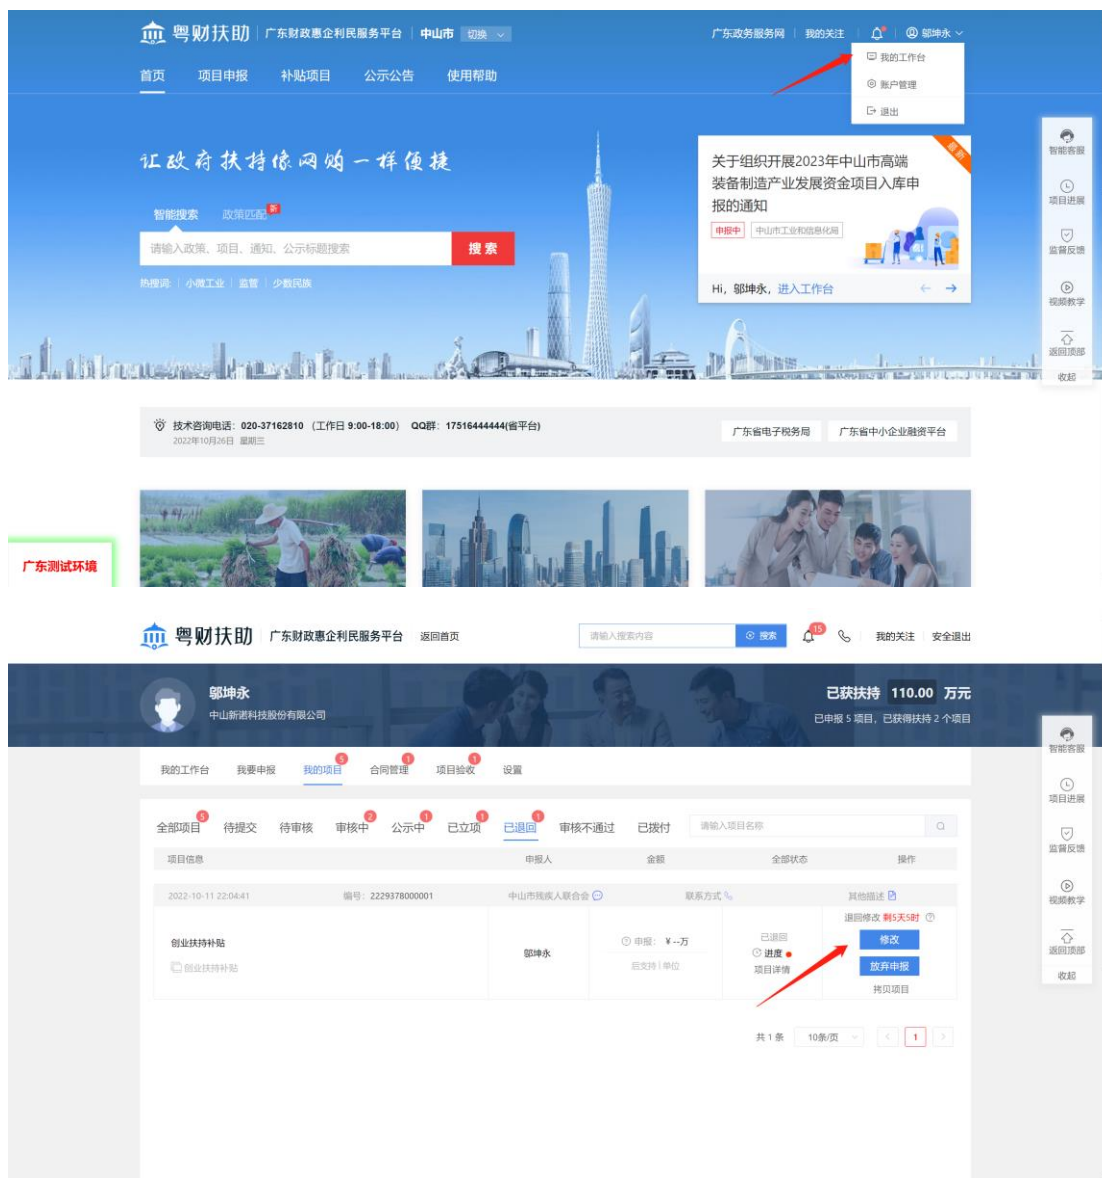 粤财扶助 广东财政惠企利民服务平台 中山市 切换
广东政务服务网 我的关注 邬坤永
我的工作台
账户管理
退出
首页 项目申报 补贴项目 公示公告 使用帮助
让政府扶持像网购一样便捷
智能搜索 政策匹配 新
请输入政策、项目、通知、公示标题搜索 搜索
热搜词: 小微工业 监管 少数民族
最新
关于组织开展2023年中山市高端
装备制造产业发展资金项目入库申
报的通知
申报中 中山市工业和信息化局
Hi，邬坤永，进入工作台
智能客服
项目进展
监督反馈
视频教学
返回顶部
收起
技术咨询电话：020-37162810 （工作日 9:00-18:00） QQ群：17516444444(省平台)
2022年10月26日 星期三
广东省电子税务局 广东省中小企业融资平台
广东测试环境
粤财扶助 广东财政惠企利民服务平台 返回首页
请输入搜索内容 搜索 15 我的关注 安全退出
邬坤永
中山新诺科技股份有限公司
已获扶持 110.00 万元
已申报 5 项目，已获得扶持 2 个项目
我的工作台 我要申报 我的项目 5 合同管理 1 项目验收 1 设置
全部项目 5 待提交 待审核 审核中 2 公示中 1 已立项 1 已退回 1 审核不通过 已拨付 请输入项目名称
项目信息 申报人 金额 全部状态 操作
2022-10-11 22:04:41 编号：2229378000001 中山市残疾人联合会 联系方式 其他描述
创业扶持补贴
创业扶持补贴
邬坤永
申报：￥--万
后支持 单位
已退回
进度
项目详情
退回修改 剩5天5时
修改
放弃申报
拷贝项目
共 1 条 10条/页 1
智能客服
项目进展
监督反馈
视频教学
返回顶部
收起